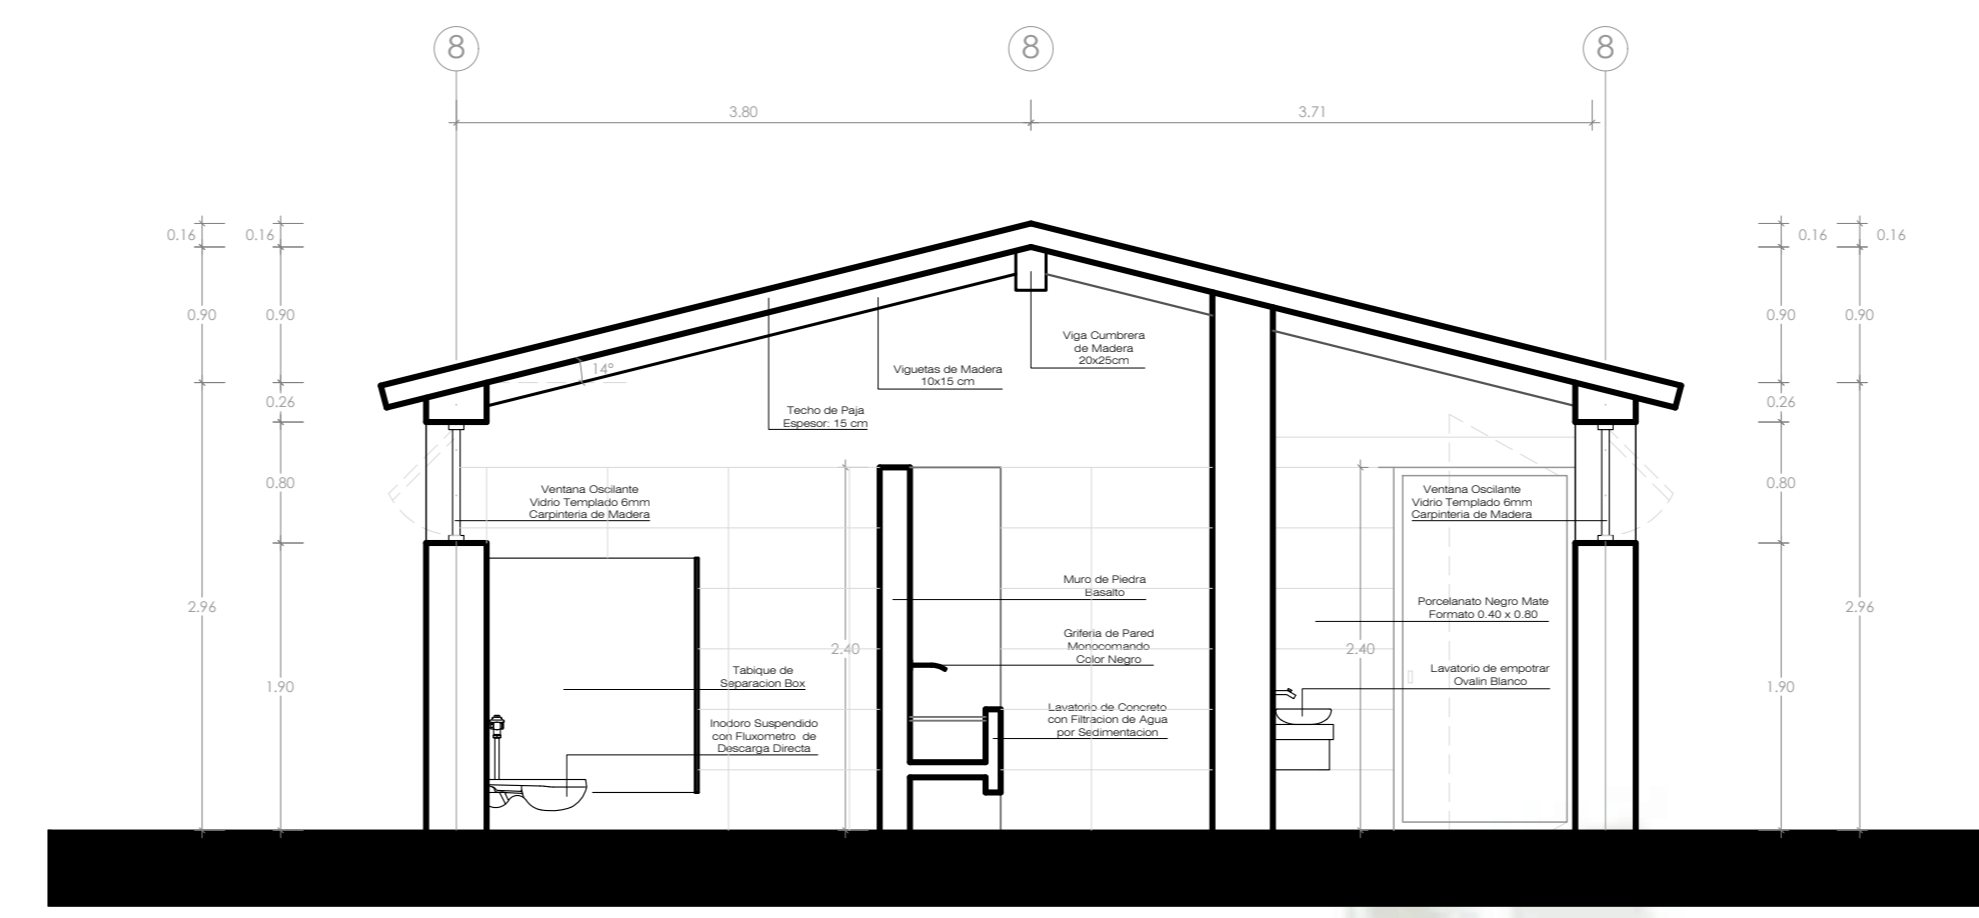 8 8 8
3.80 3.71
0.16 0.16 0.16 0.16
0.90 0.90 0.90 0.90
Viga Cumbrera
de Madera
20x25cm
14°
Viguetas de Madera
10x15 cm
0.26 0.26
Techo de Paja
Espesor: 15 cm
0.80 0.80
Ventana Oscilante
Vidrio Templado 6mm
Carpinteria de Madera
Ventana Oscilante
Vidrio Templado 6mm
Carpinteria de Madera
Muro de Piedra
Basalto
2.96 2.96
Porcelanato Negro Mate
Formato 0.40 x 0.80
Griferia de Pared
Monocomando
Color Negro
2.40 2.40
Tabique de
Separacion Box
Lavatorio de empotrar
Ovalin Blanco
1.90 1.90
Lavatorio de Concreto
con Filtracion de Agua
por Sedimentacion
Inodoro Suspendido
con Fluxometro de
Descarga Directa